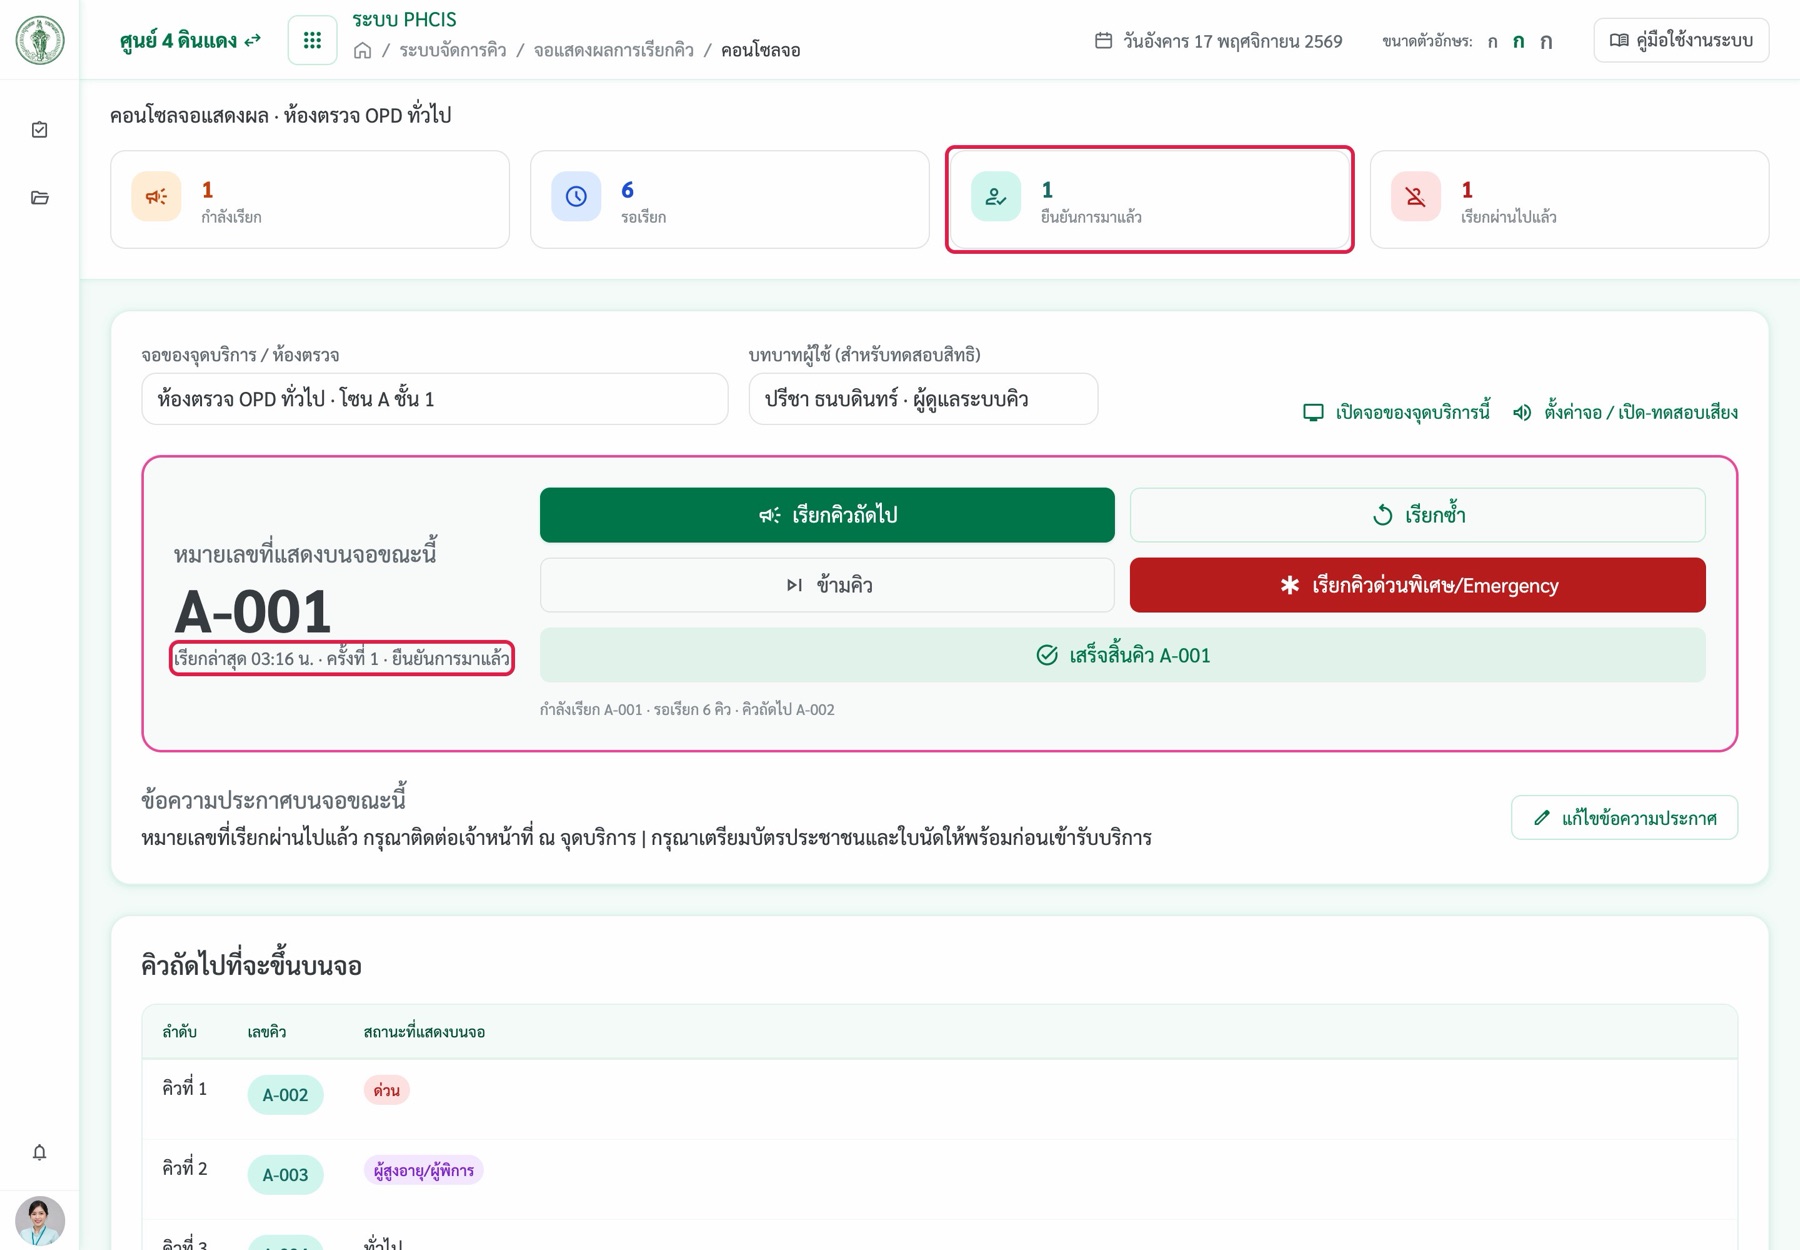 ศูนย์ 4 ดินแดง
ระบบ PHCIS
/ ระบบจัดการคิว / จอแสดงผลการเรียกคิว / คอนโซลจอ
วันอังคาร 17 พฤศจิกายน 2569
ขนาดตัวอักษร: ก ก ก
คู่มือใช้งานระบบ
คอนโซลจอแสดงผล · ห้องตรวจ OPD ทั่วไป
1
กำลังเรียก
6
รอเรียก
1
ยืนยันการมาแล้ว
1
เรียกผ่านไปแล้ว
จอของจุดบริการ / ห้องตรวจ
ห้องตรวจ OPD ทั่วไป · โซน A ชั้น 1
บทบาทผู้ใช้ (สำหรับทดสอบสิทธิ)
ปรีชา ธนบดินทร์ · ผู้ดูแลระบบคิว
เปิดจอของจุดบริการนี้
ตั้งค่าจอ / เปิด-ทดสอบเสียง
หมายเลขที่แสดงบนจอขณะนี้
A-001
เรียกล่าสุด 03:16 น. · ครั้งที่ 1 · ยืนยันการมาแล้ว
เรียกคิวถัดไป
เรียกซ้ำ
ข้ามคิว
เรียกคิวด่วนพิเศษ/Emergency
เสร็จสิ้นคิว A-001
กำลังเรียก A-001 · รอเรียก 6 คิว · คิวถัดไป A-002
ข้อความประกาศบนจอขณะนี้
หมายเลขที่เรียกผ่านไปแล้ว กรุณาติดต่อเจ้าหน้าที่ ณ จุดบริการ | กรุณาเตรียมบัตรประชาชนและใบนัดให้พร้อมก่อนเข้ารับบริการ
แก้ไขข้อความประกาศ
คิวถัดไปที่จะขึ้นบนจอ
ลำดับ เลขคิว สถานะที่แสดงบนจอ
คิวที่ 1 A-002 ด่วน
คิวที่ 2 A-003 ผู้สูงอายุ/ผู้พิการ
คิวที่ 3 ทั่วไป